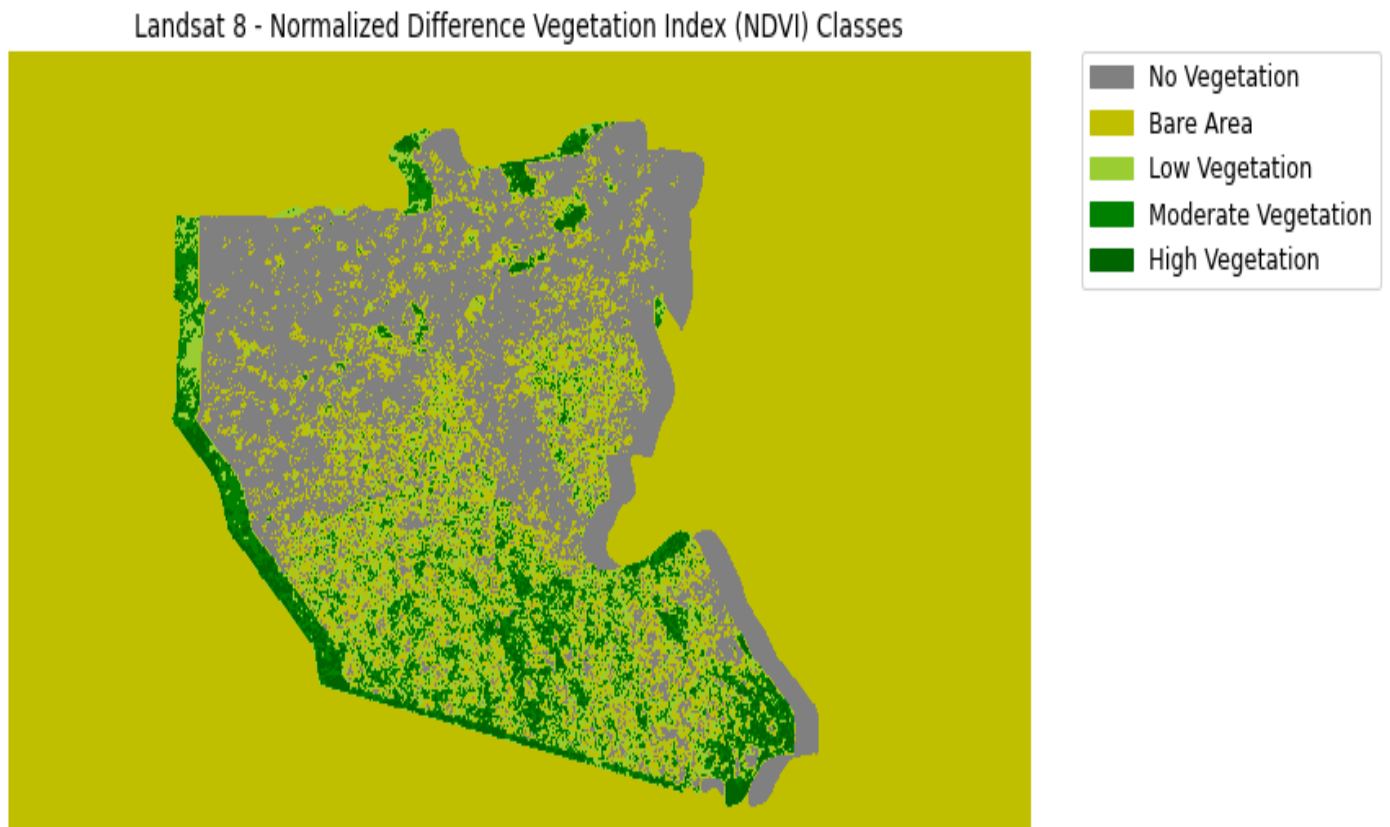 Landsat 8 - Normalized Difference Vegetation Index (NDVI) Classes
No Vegetation
Bare Area
Low Vegetation
Moderate Vegetation
High Vegetation